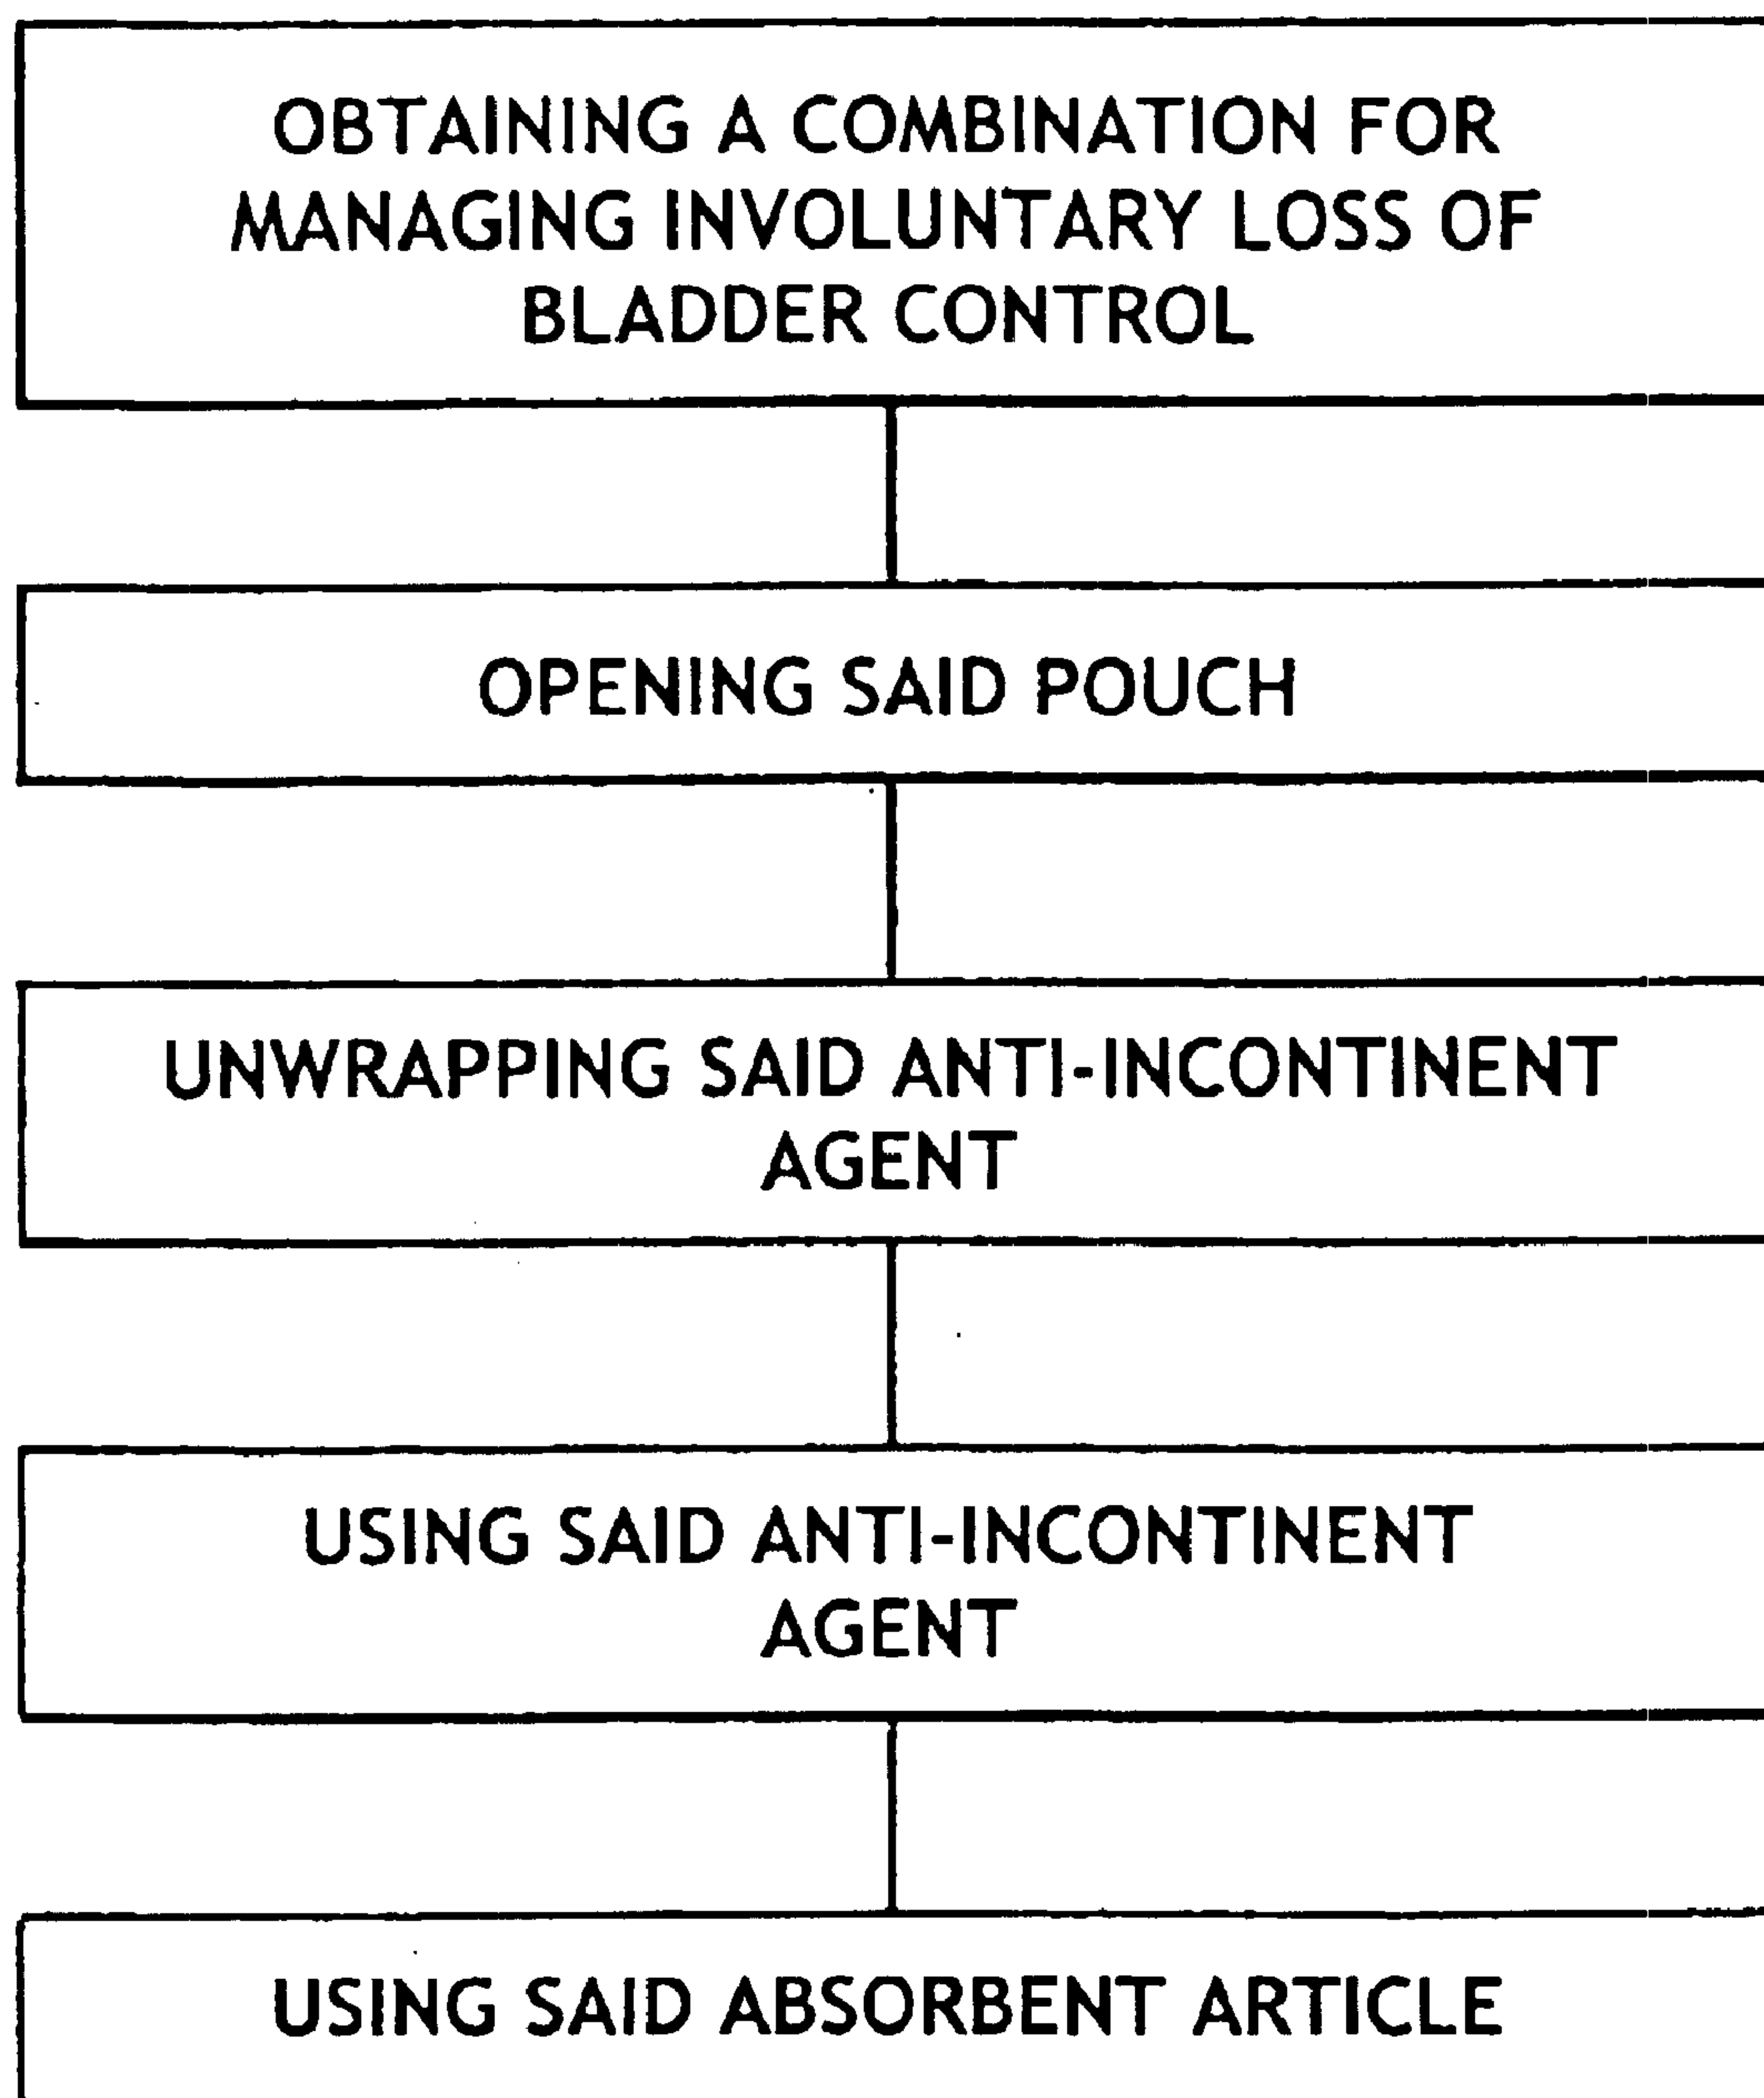 OBTAINING A COMBINATION FOR
MANAGING INVOLUNTARY LOSS OF
BLADDER CONTROL
OPENING SAID POUCH
UNWRAPPING SAID ANTI-INCONTINENT
AGENT
USING SAID ANTI-INCONTINENT
AGENT
USING SAID ABSORBENT ARTICLE